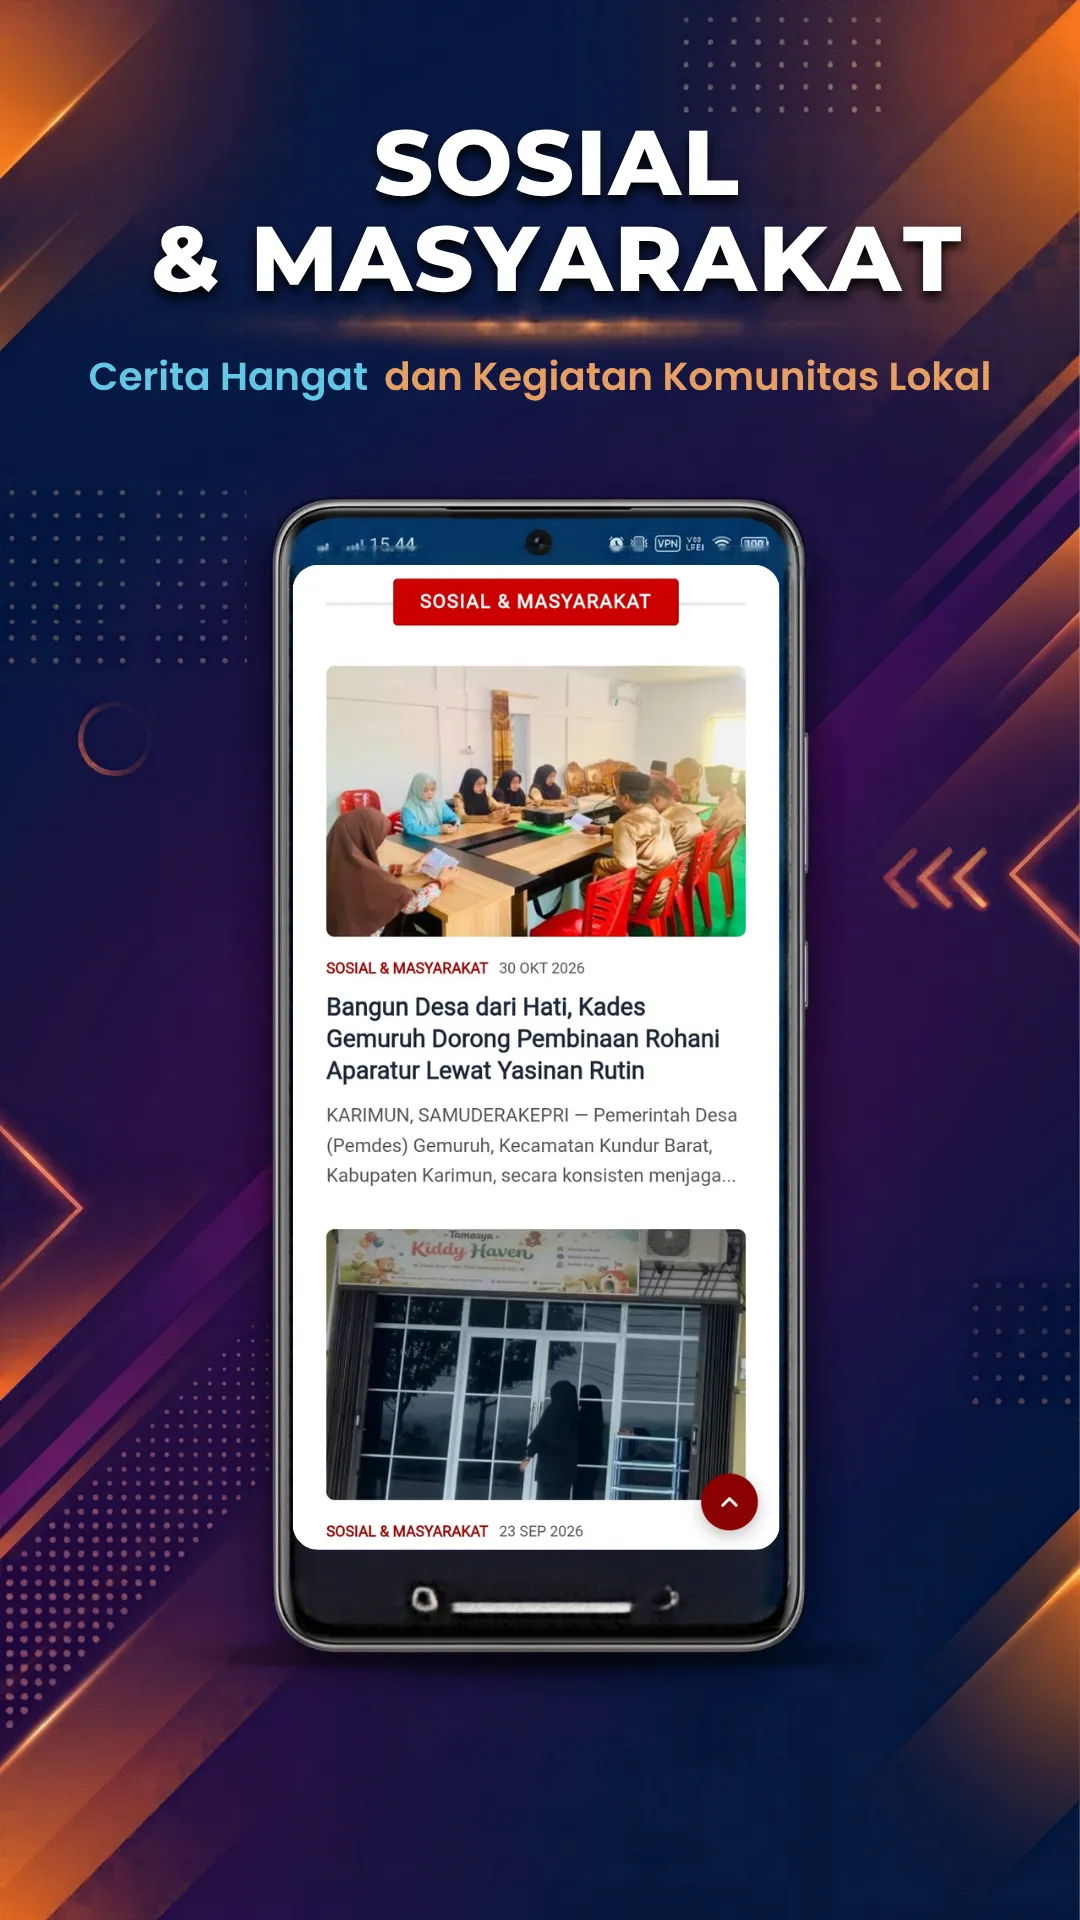 SOSIAL
& MASYARAKAT
Cerita Hangat dan Kegiatan Komunitas Lokal
15.44
VPN
100
SOSIAL & MASYARAKAT
SOSIAL & MASYARAKAT 30 OKT 2026
Bangun Desa dari Hati, Kades
Gemuruh Dorong Pembinaan Rohani
Aparatur Lewat Yasinan Rutin
KARIMUN, SAMUDERAKEPRI — Pemerintah Desa
(Pemdes) Gemuruh, Kecamatan Kundur Barat,
Kabupaten Karimun, secara konsisten menjaga...
Tamasya
Kiddy Haven
SOSIAL & MASYARAKAT 23 SEP 2026